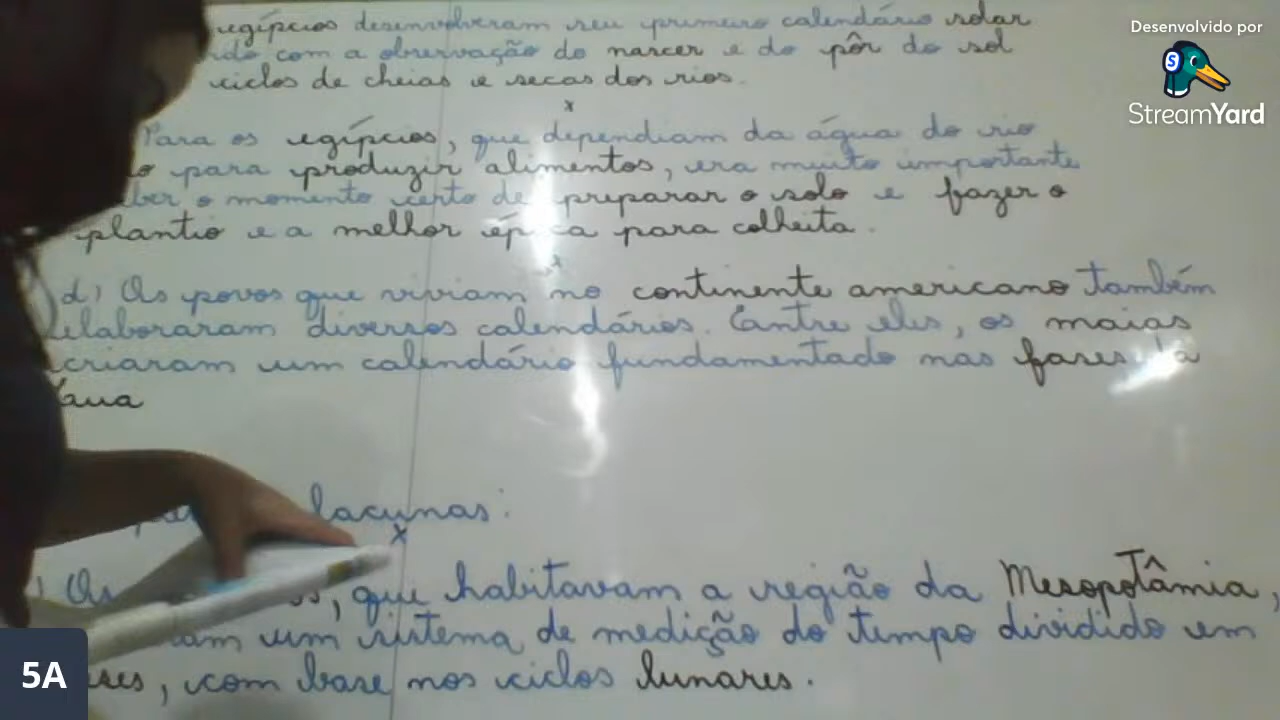 egípcios desenvolveram seu primeiro calendário solar
com a observação do nascer e do pôr do sol
ciclos de cheias e secas dos rios.
Para os egípcios, que dependiam da água do rio
para produzir alimentos, era muito importante
o momento certo de preparar o solo e fazer o
plantio e a melhor ép ca para colheita.
d) Os povos que viviam no continente americano também
elaboraram diversos calendários. Entre eles, os maias
criaram um calendário fundamentado nas fases da
lacunas:
Os , que habitavam a região da Mesopotâmia,
um sistema de medição do tempo dividido em
, com base nos ciclos lunares.
5A
Desenvolvido por
StreamYard